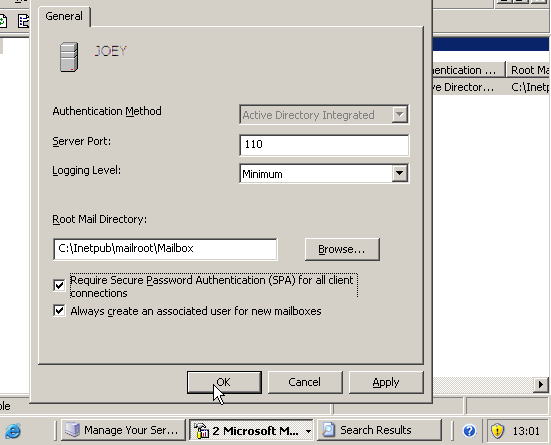 General
JOEY
entication ...
Root Ma
Authentication Method
Active Directory Integrated
ve Director...
C:\Inetp
Server Port:
110
Logging Level:
Minimum
Root Mail Directory:
C:\Inetpub\mailroot\Mailbox
Browse...
Require Secure Password Authentication (SPA) for all client
connections
Always create an associated user for new mailboxes
OK
Cancel
Apply
ole
Manage Your Ser...
2 Microsoft M...
Search Results
13:01